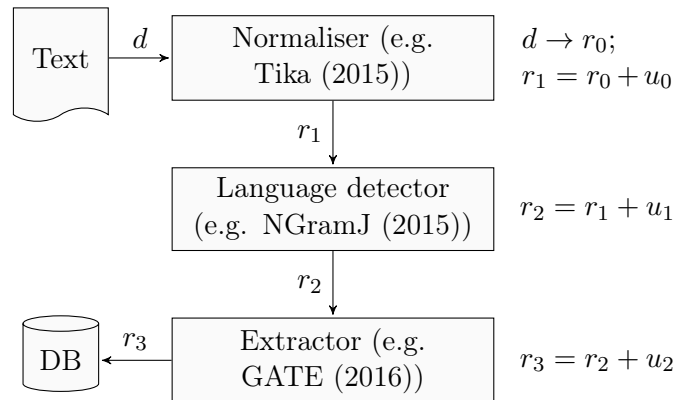 Text
d
Normaliser (e.g.
Tika (2015))
d → r₀;
r₁ = r₀ + u₀
r₁
Language detector
(e.g. NGramJ (2015))
r₂ = r₁ + u₁
r₂
DB
r₃
Extractor (e.g.
GATE (2016))
r₃ = r₂ + u₂